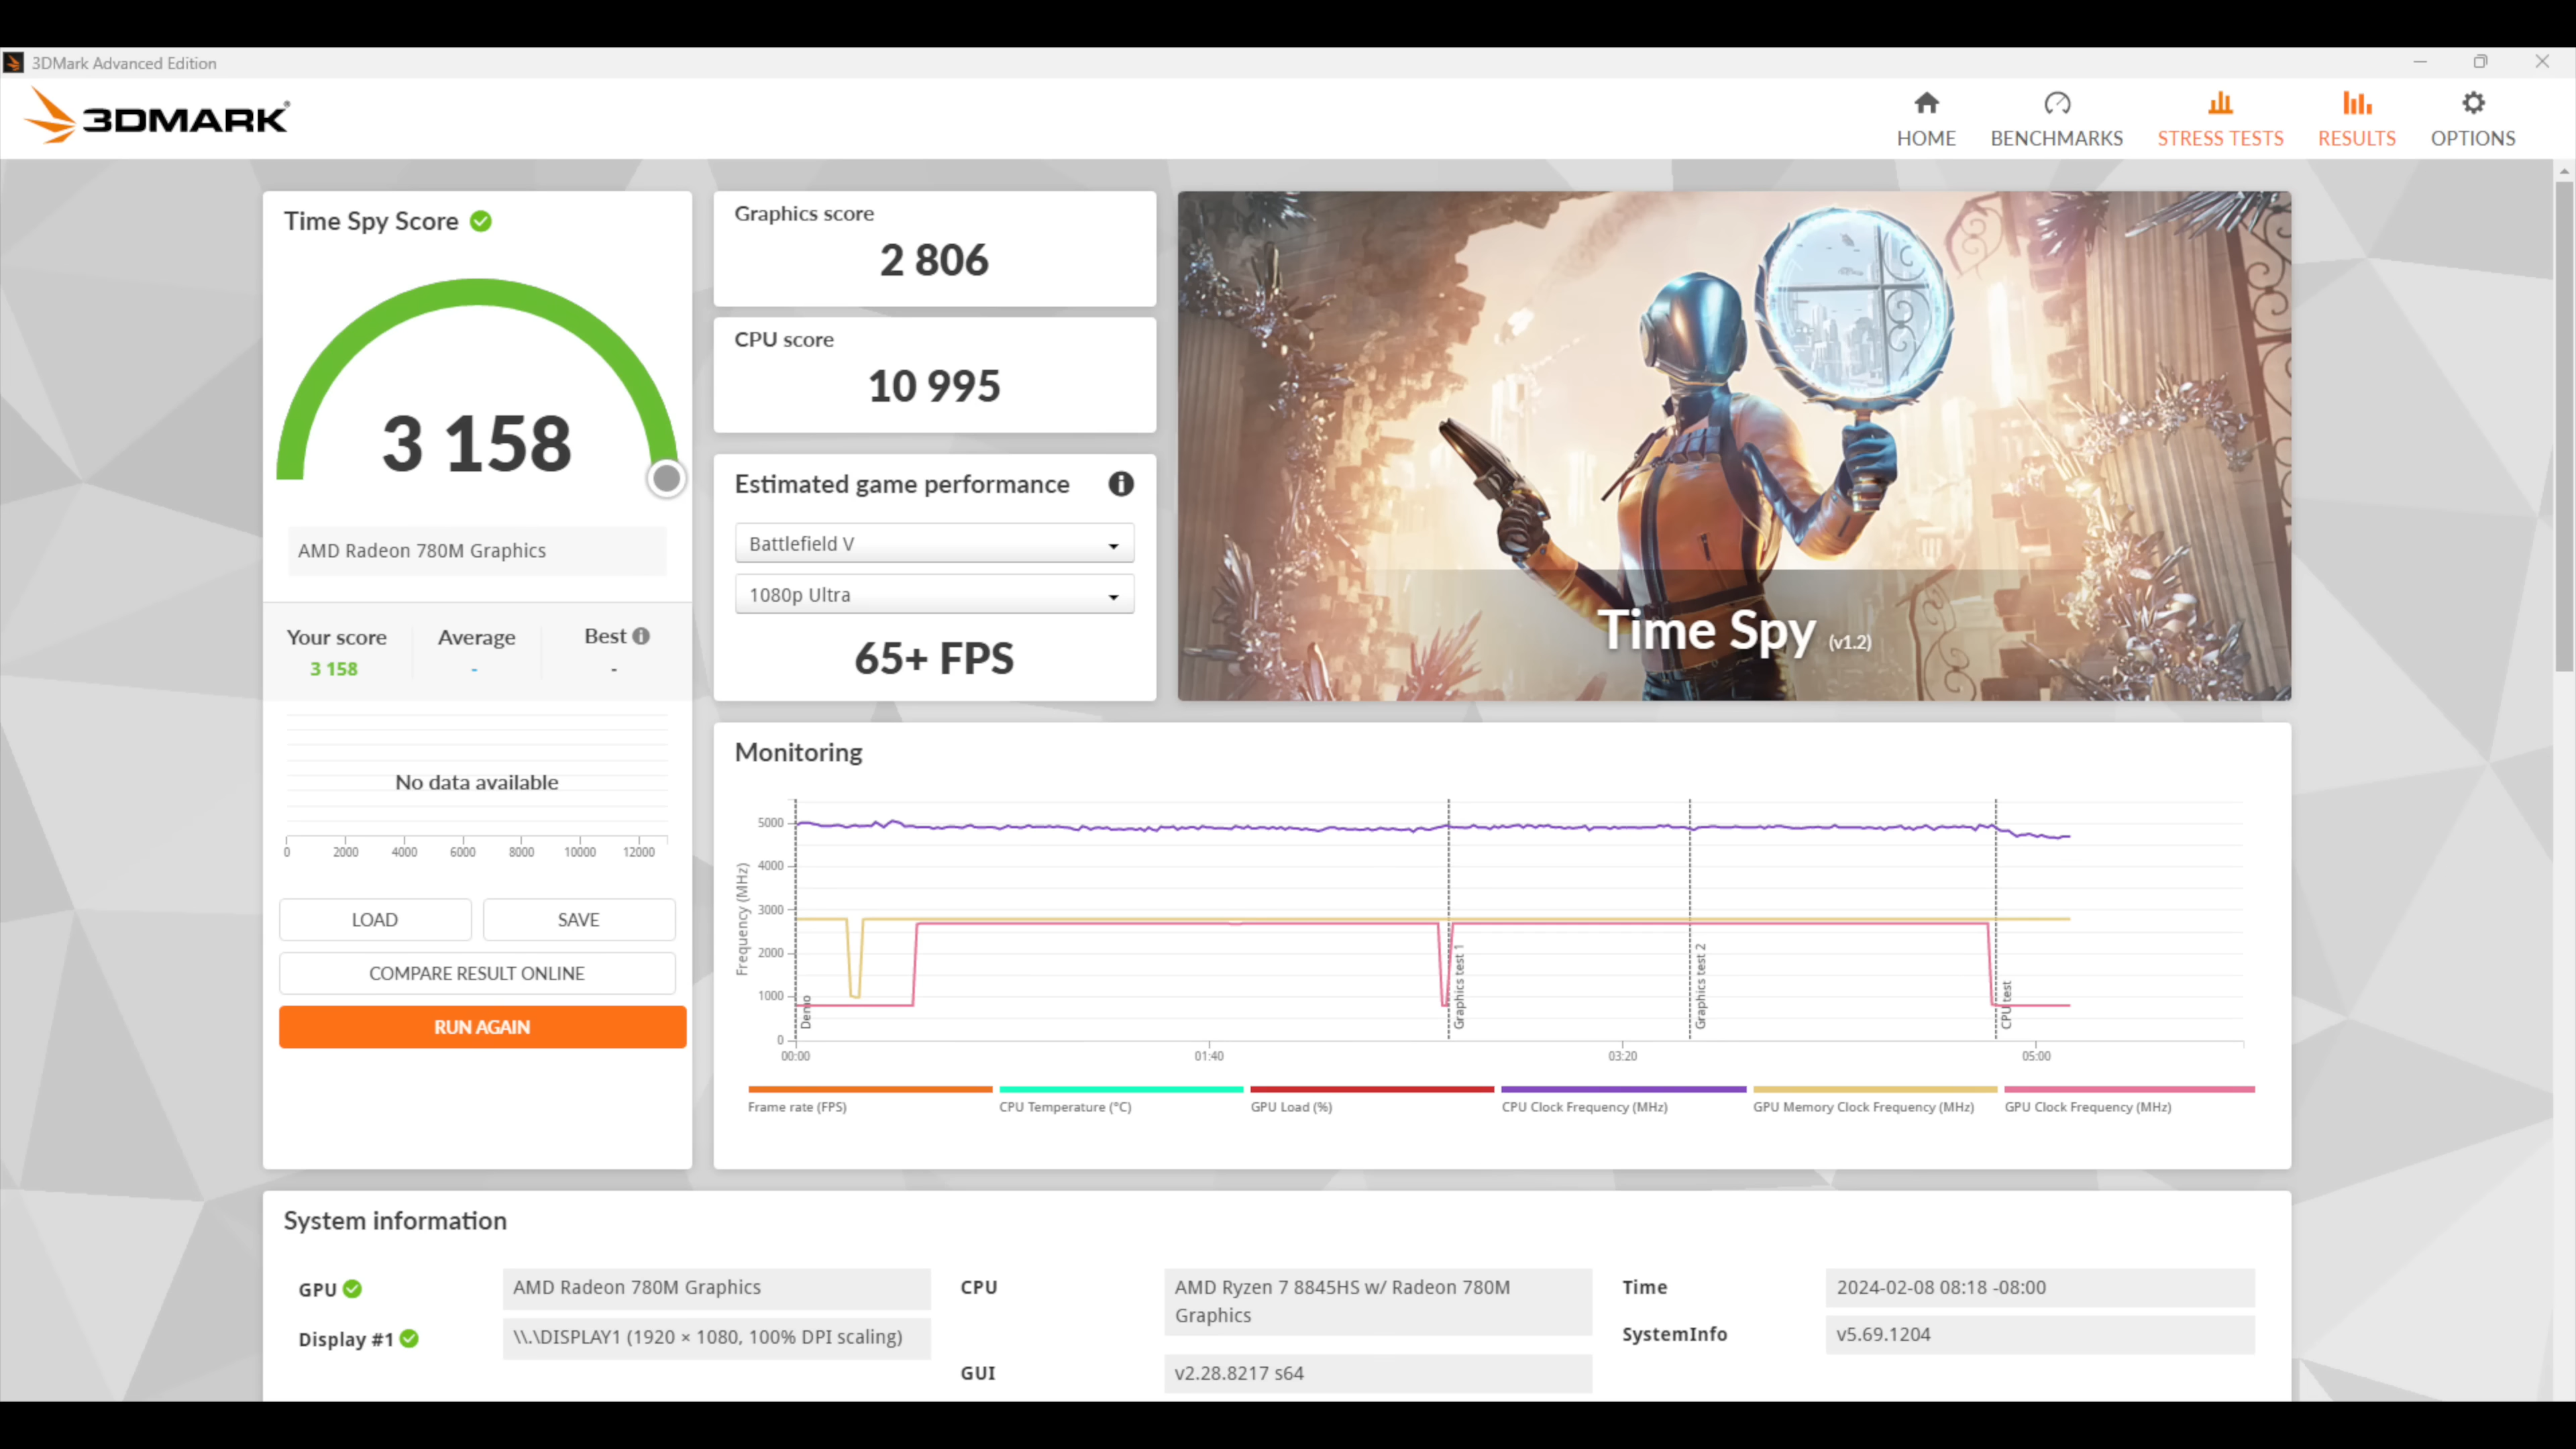 3DMark Advanced Edition
3DMARK®
HOME
BENCHMARKS
STRESS TESTS
RESULTS
OPTIONS
Time Spy Score
3 158
AMD Radeon 780M Graphics
Your score
3 158
Average
-
Best
-
No data available
0 2000 4000 6000 8000 10000 12000
LOAD
SAVE
COMPARE RESULT ONLINE
RUN AGAIN
Graphics score
2 806
CPU score
10 995
Estimated game performance
Battlefield V
1080p Ultra
65+ FPS
Time Spy (v1.2)
Monitoring
Frequency (MHz)
5000
4000
3000
2000
1000
0
Demo
Graphics test 1
Graphics test 2
CPU test
00:00 01:40 03:20 05:00
Frame rate (FPS)
CPU Temperature (°C)
GPU Load (%)
CPU Clock Frequency (MHz)
GPU Memory Clock Frequency (MHz)
GPU Clock Frequency (MHz)
System information
GPU
AMD Radeon 780M Graphics
Display #1
\\.\DISPLAY1 (1920 × 1080, 100% DPI scaling)
CPU
AMD Ryzen 7 8845HS w/ Radeon 780M
Graphics
GUI
v2.28.8217 s64
Time
2024-02-08 08:18 -08:00
SystemInfo
v5.69.1204